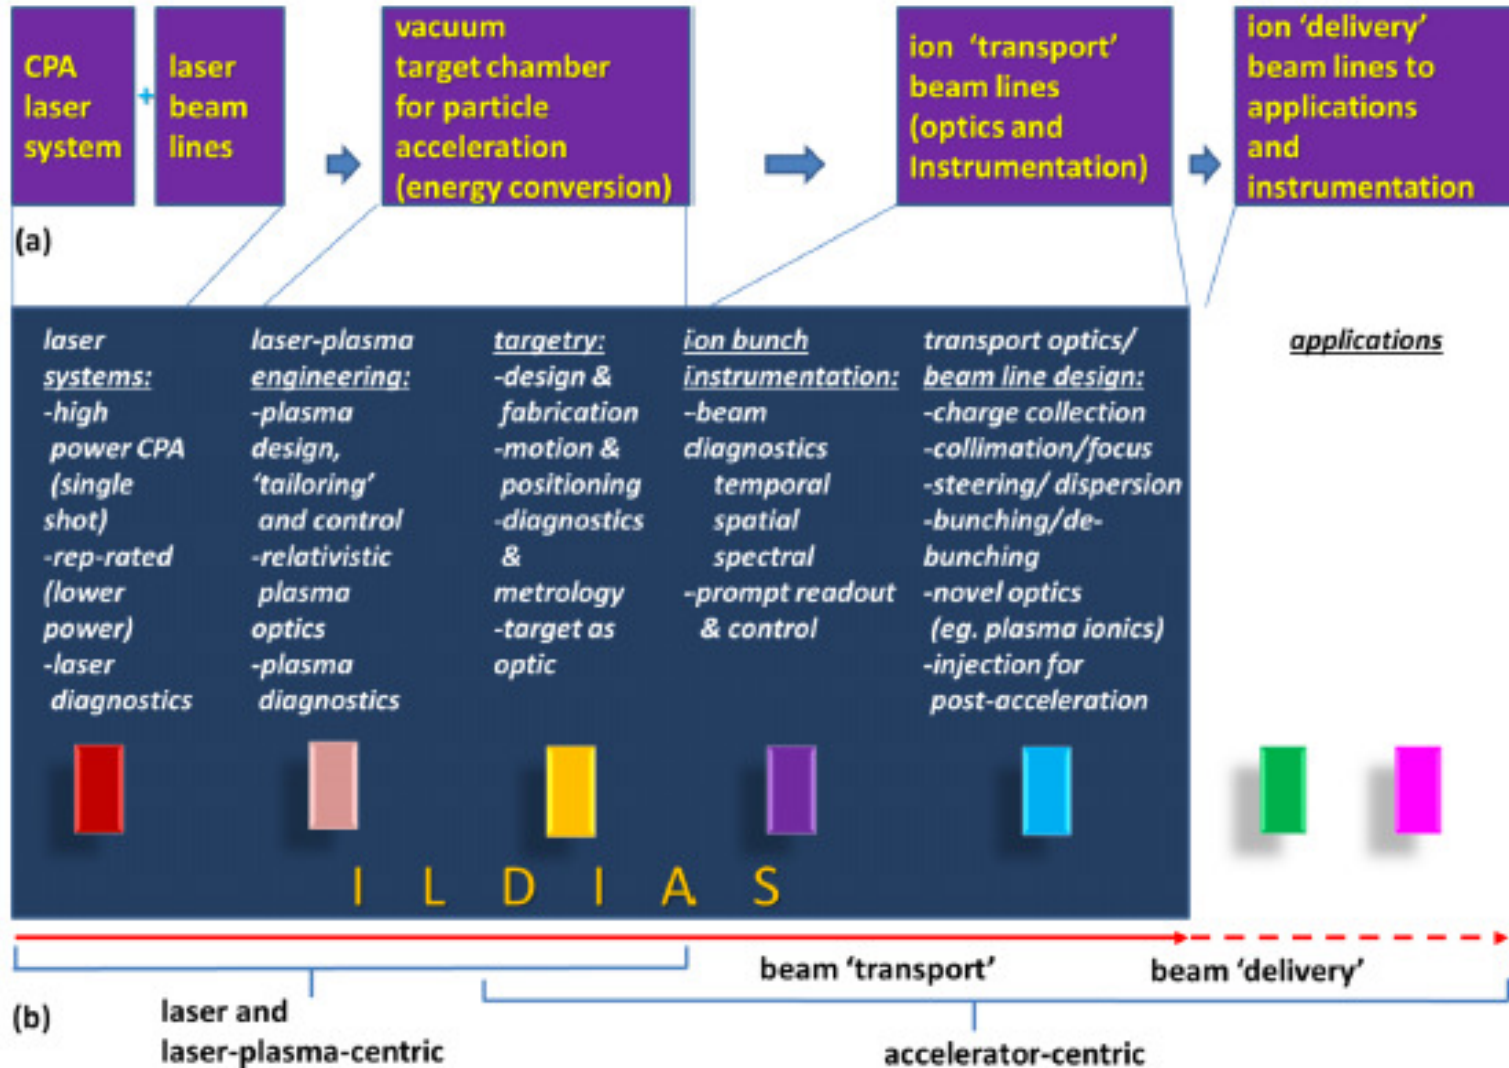 CPA
laser
system
+
laser
beam
lines
vacuum
target chamber
for particle
acceleration
(energy conversion)
ion ‘transport’
beam lines
(optics and
Instrumentation)
ion ‘delivery’
beam lines to
applications
and
instrumentation
(a)
laser
systems:
-high
power CPA
(single
shot)
-rep-rated
(lower
power)
-laser
diagnostics
laser-plasma
engineering:
-plasma
design,
‘tailoring’
and control
-relativistic
plasma
optics
-plasma
diagnostics
targetry:
-design &
fabrication
-motion &
positioning
-diagnostics
&
metrology
-target as
optic
ion bunch
instrumentation:
-beam
diagnostics
temporal
spatial
spectral
-prompt readout
& control
transport optics/
beam line design:
-charge collection
-collimation/focus
-steering/ dispersion
-bunching/de-
bunching
-novel optics
(eg. plasma ionics)
-injection for
post-acceleration
applications
I L D I A S
beam ‘transport’
beam ‘delivery’
(b)
laser and
laser-plasma-centric
accelerator-centric